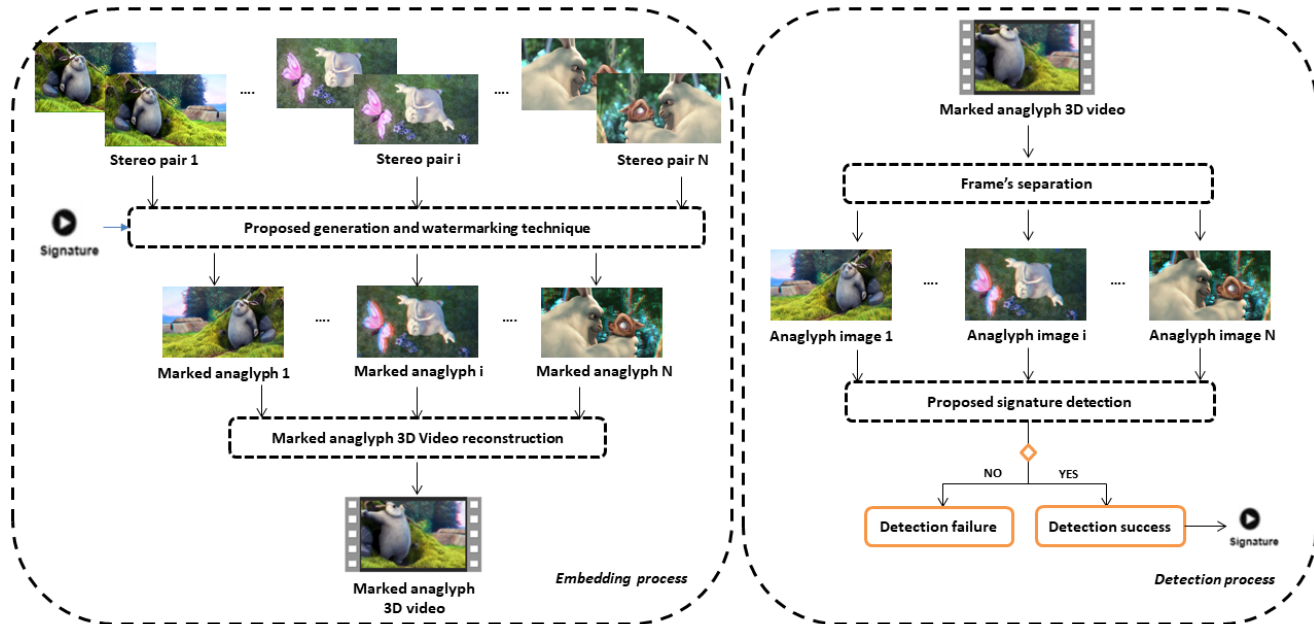 ....
....
Stereo pair 1
Stereo pair i
Stereo pair N
Signature
Proposed generation and watermarking technique
....
....
Marked anaglyph 1
Marked anaglyph i
Marked anaglyph N
Marked anaglyph 3D Video reconstruction
Marked anaglyph
3D video
Embedding process
Marked anaglyph 3D video
Frame's separation
....
....
Anaglyph image 1
Anaglyph image i
Anaglyph image N
Proposed signature detection
NO
YES
Detection failure
Detection success
Signature
Detection process